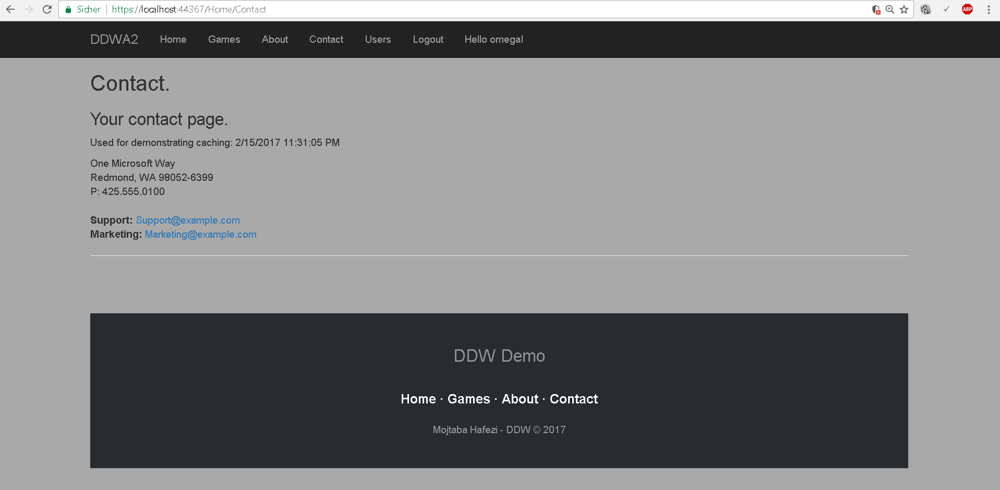 Sicher https://localhost:44367/Home/Contact ABP
DDWA2 Home Games About Contact Users Logout Hello omega!
Contact.
Your contact page.
Used for demonstrating caching: 2/15/2017 11:31:05 PM
One Microsoft Way
Redmond, WA 98052-6399
P: 425.555.0100
Support: Support@example.com
Marketing: Marketing@example.com
DDW Demo
Home · Games · About · Contact
Mojtaba Hafezi - DDW © 2017